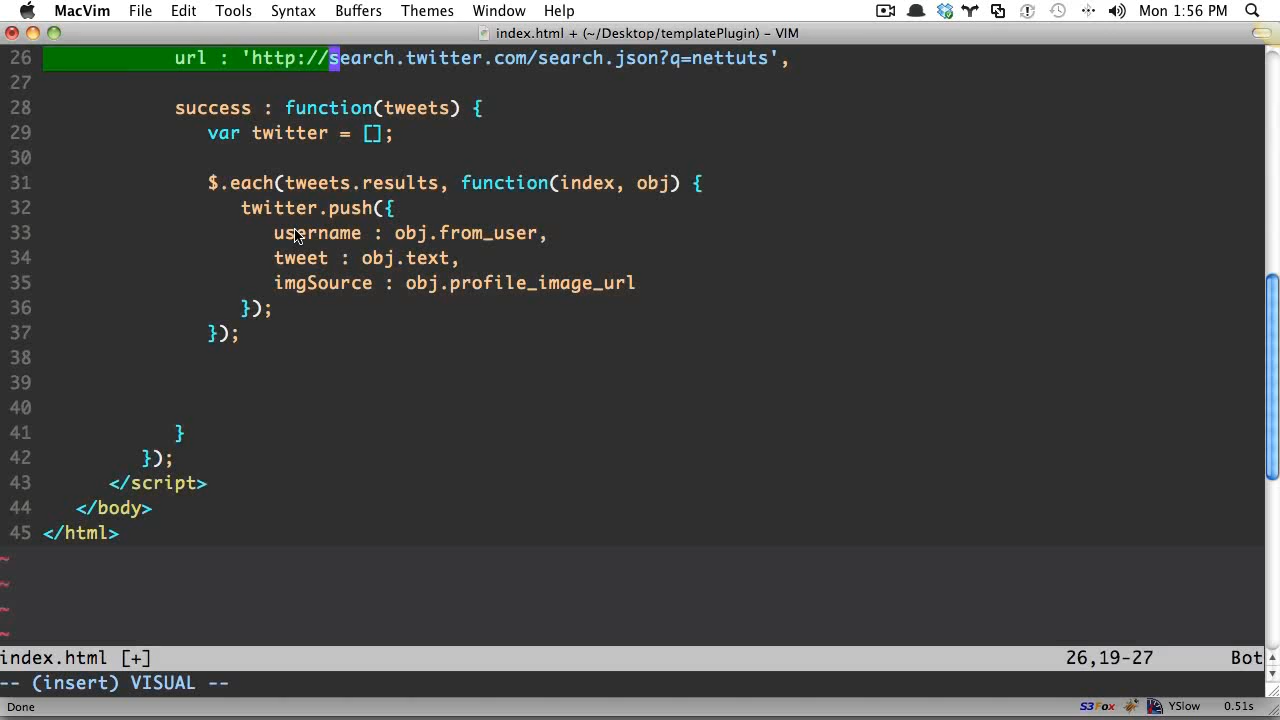 MacVim File Edit Tools Syntax Buffers Themes Window Help Mon 1:56 PM
index.html + (~/Desktop/templatePlugin) - VIM
26 url : 'http://search.twitter.com/search.json?q=nettuts',
27
28 success : function(tweets) {
29 var twitter = [];
30
31 $.each(tweets.results, function(index, obj) {
32 twitter.push({
33 username : obj.from_user,
34 tweet : obj.text,
35 imgSource : obj.profile_image_url
36 });
37 });
38
39
40
41 }
42 });
43 </script>
44 </body>
45 </html>
~
~
~
~
index.html [+] 26,19-27 Bot
-- (insert) VISUAL --
Done S3Fox YSlow 0.51s